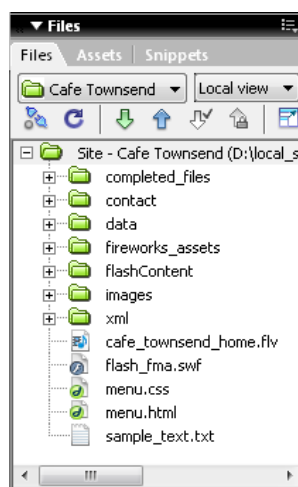 Files
Files Assets Snippets
Cafe Townsend Local view
Site - Cafe Townsend (D:\local_s
completed_files
contact
data
fireworks_assets
flashContent
images
xml
cafe_townsend_home.flv
flash_fma.swf
menu.css
menu.html
sample_text.txt